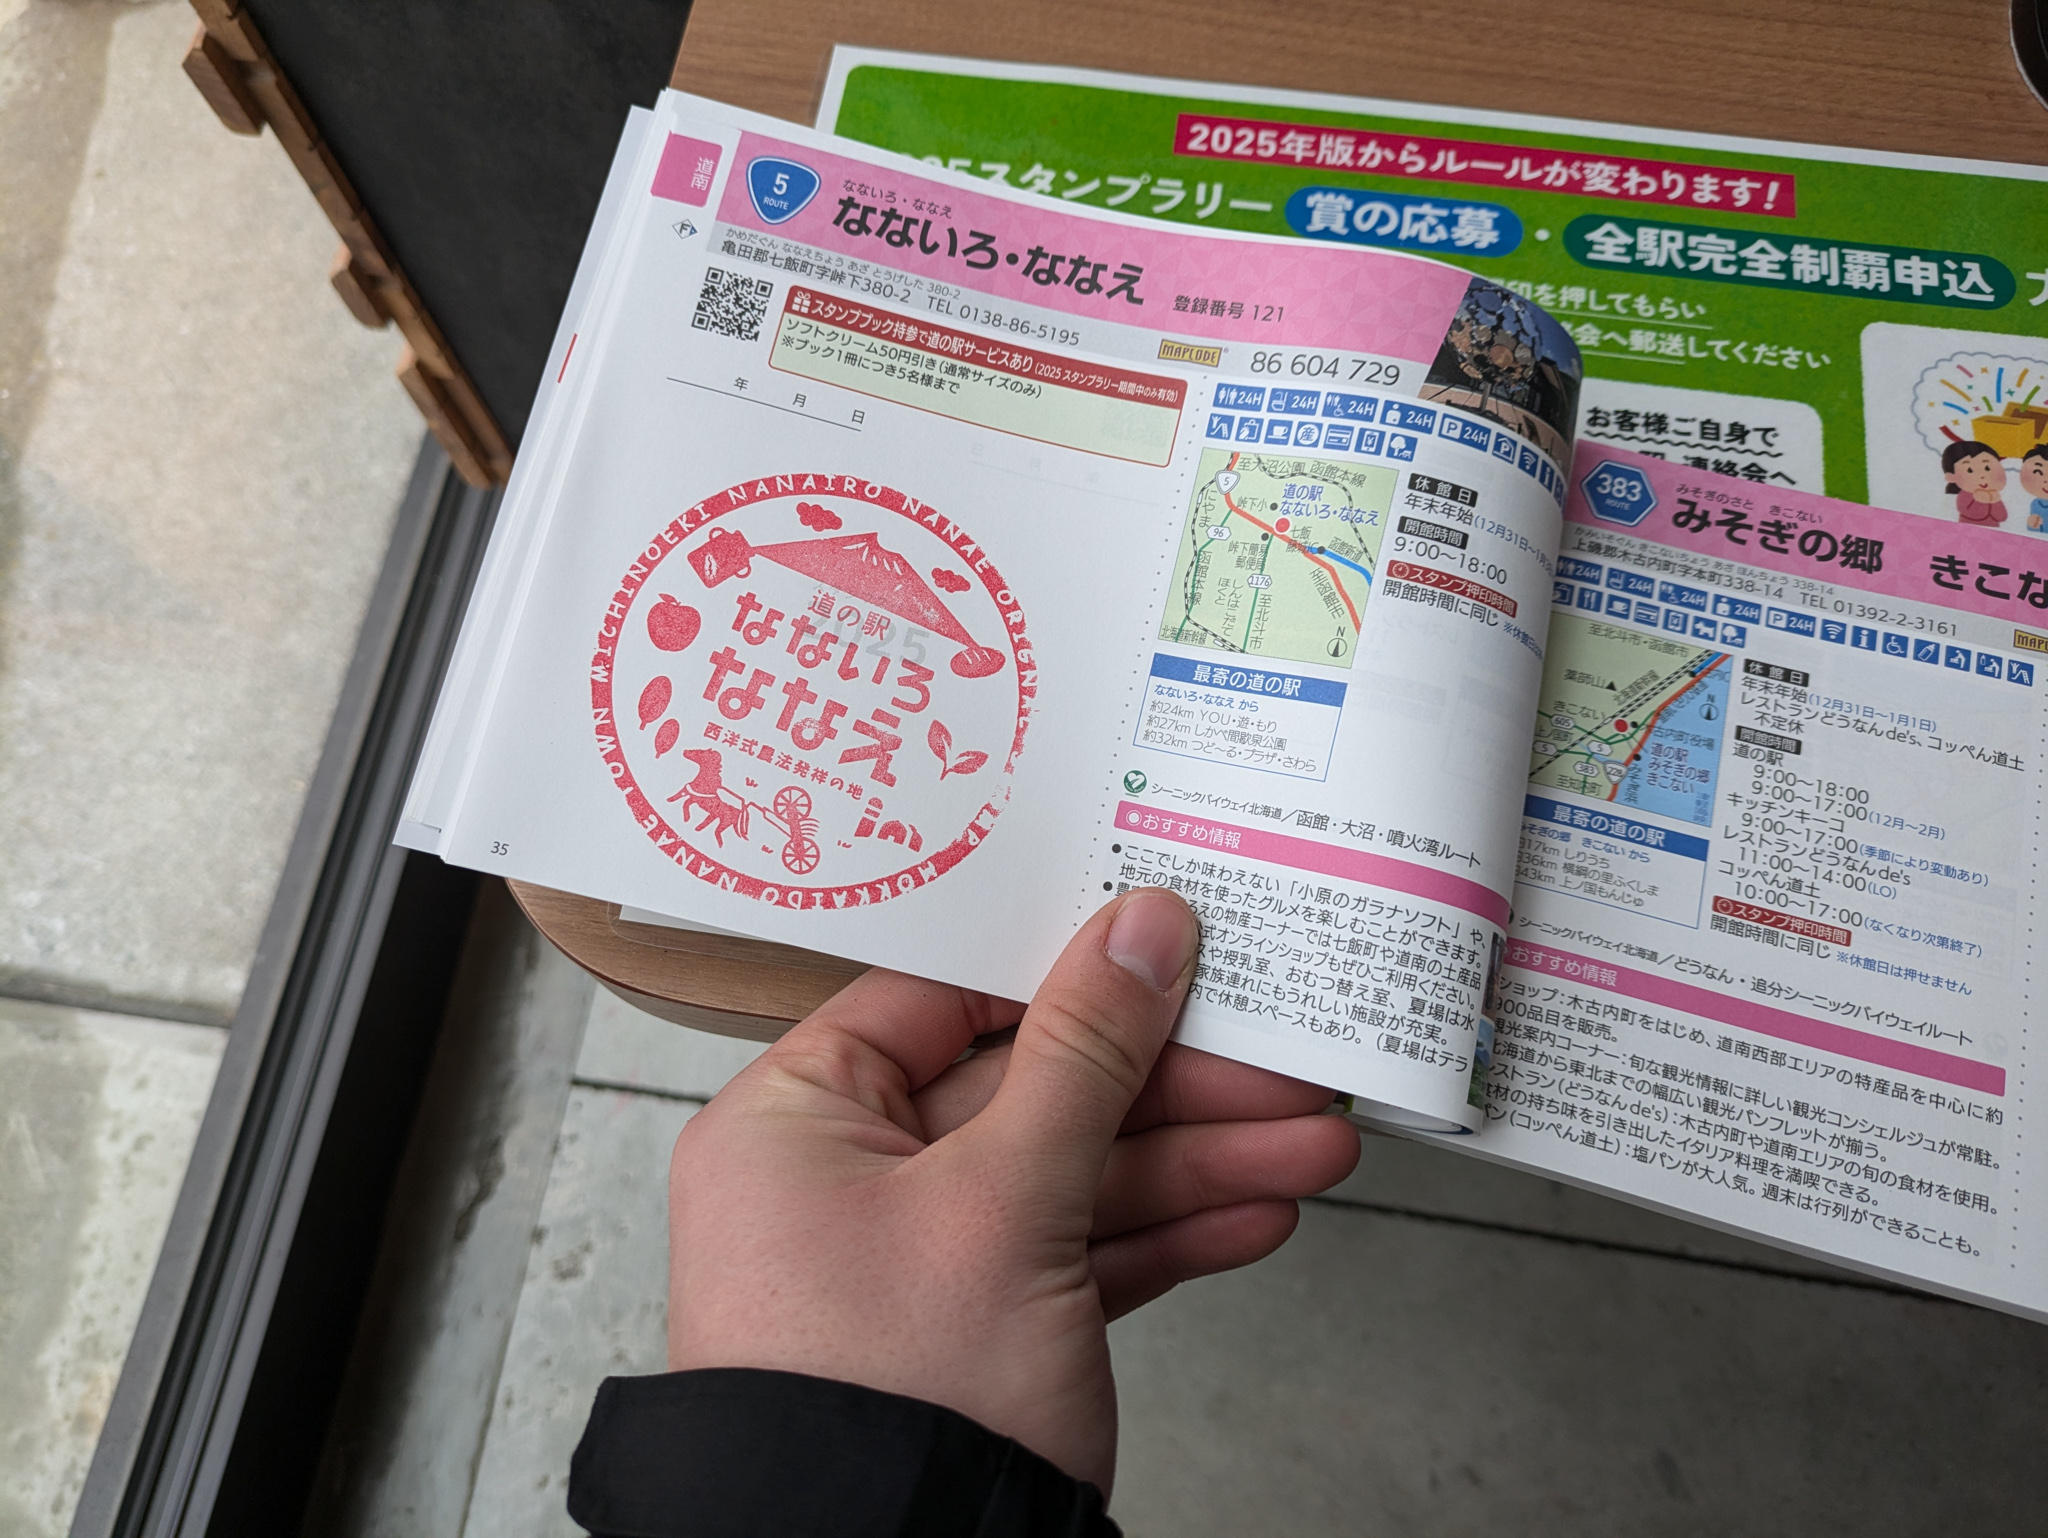 2025年版からルールが変わります!
25スタンプラリー 賞の応募・全駅完全制覇申込
印を押してもらい
会へ郵送してください
お客様ご自身で
連絡会へ
道南
5
ROUTE
なないろ・ななえ
なないろ・ななえ 登録番号 121
かめだぐん ななえちょう あざ とうげした 380-2
亀田郡七飯町字峠下380-2 TEL 0138-86-5195
MAPCODE 86 604 729
スタンプブック持参で道の駅サービスあり(2025 スタンプラリー期間中のみ有効)
ソフトクリーム50円引き(通常サイズのみ)
※ブック1冊につき5名様まで
年 月 日
24H 24H 24H 24H P 24H
産
MICHINOEKI NANAIRO NANAE ORIGINAL
HOKKAIDO NANAE TOWN
2025
道の駅
なないろ
ななえ
西洋式農法発祥の地
35
至大沼公園 函館本線
5
道の駅
なないろ・ななえ
峠下小
にやま
96
七飯
藤城IC
函館新道
峠下簡易
郵便局
1176
函館本線
しんはこだて
ほくと
至北斗市
至函館市
北海道新幹線
N
休館日
年末年始(12月31日~1月
開館時間
9:00~18:00
スタンプ押印時間
開館時間に同じ
最寄の道の駅
なないろ・ななえ から
約24km YOU・遊・もり
約27km しかべ間歇泉公園
約32km つど~る・プラザ・さわら
シーニックバイウェイ北海道/函館・大沼・噴火湾ルート
◉おすすめ情報
●ここでしか味わえない「小原のガラナソフト」や、
地元の食材を使ったグルメを楽しむことができます。
えの物産コーナーでは七飯町や道南の土産品
式オンラインショップもぜひご利用ください。
スや授乳室、おむつ替え室、夏場は水
家族連れにもうれしい施設が充実。
内で休憩スペースもあり。(夏場はテラ
383
ROUTE
みそぎのさと きこない
みそぎの郷 きこな
かみいそぐん きこないちょう あざ ほんちょう 338-14
上磯郡木古内町字本町338-14 TEL 01392-2-3161
24H 24H 24H 24H P 24H
至北斗市・函館市
薬師山
きこない
605
上ノ国町
5
5
383
228
至知内町
道の駅
みそぎの郷
きこない
みそぎ浜
N
休館日
年末年始(12月31日~1月1日)
レストランどうなんde's、コッペん道土
不定休
開館時間
道の駅
9:00~18:00
9:00~17:00(12月~2月)
キッチンキーコ
9:00~17:00(季節により変動あり)
レストランどうなんde's
11:00~14:00(LO)
コッペん道土
10:00~17:00(なくなり次第終了)
スタンプ押印時間
開館時間に同じ ※休館日は押せません
最寄の道の駅
みそぎの郷 きこない から
17km しりうち
36km 横綱の里ふくしま
43km 上ノ国もんじゅ
シーニックバイウェイ北海道/どうなん・追分シーニックバイウェイルート
おすすめ情報
ショップ:木古内町をはじめ、道南西部エリアの特産品を中心に約
900品目を販売。
観光案内コーナー:旬な観光情報に詳しい観光コンシェルジュが常駐。
北海道から東北までの幅広い観光パンフレットが揃う。
レストラン(どうなんde's):木古内町や道南エリアの旬の食材を使用。
食材の持ち味を引き出したイタリア料理を満喫できる。
パン(コッペん道土):塩パンが大人気。週末は行列ができることも。